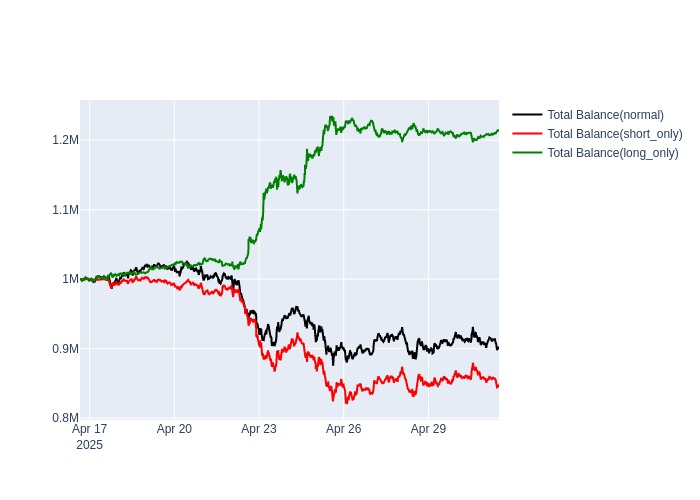 Total Balance(normal)
Total Balance(short_only)
Total Balance(long_only)
1.2M
1.1M
1M
0.9M
0.8M
Apr 17
2025
Apr 20
Apr 23
Apr 26
Apr 29